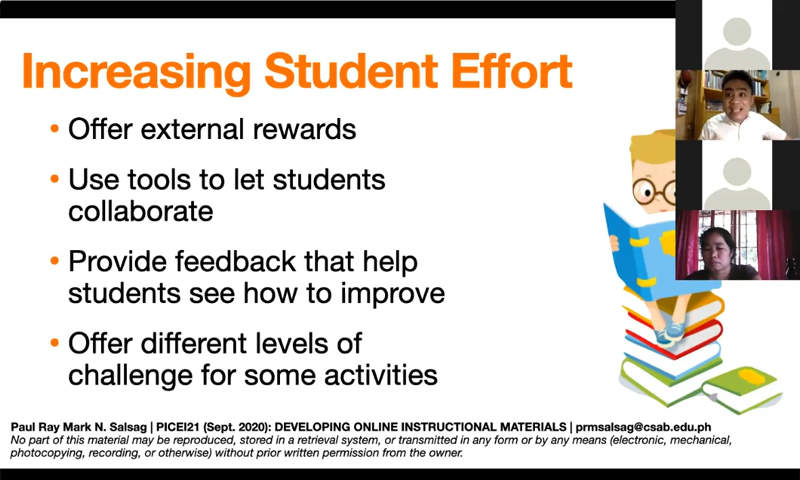 Increasing Student Effort
• Offer external rewards
• Use tools to let students
collaborate
• Provide feedback that help
students see how to improve
• Offer different levels of
challenge for some activities
Paul Ray Mark N. Salsag | PICEI21 (Sept. 2020): DEVELOPING ONLINE INSTRUCTIONAL MATERIALS | prmsalsag@csab.edu.ph
No part of this material may be reproduced, stored in a retrieval system, or transmitted in any form or by any means (electronic, mechanical,
photocopying, recording, or otherwise) without prior written permission from the owner.